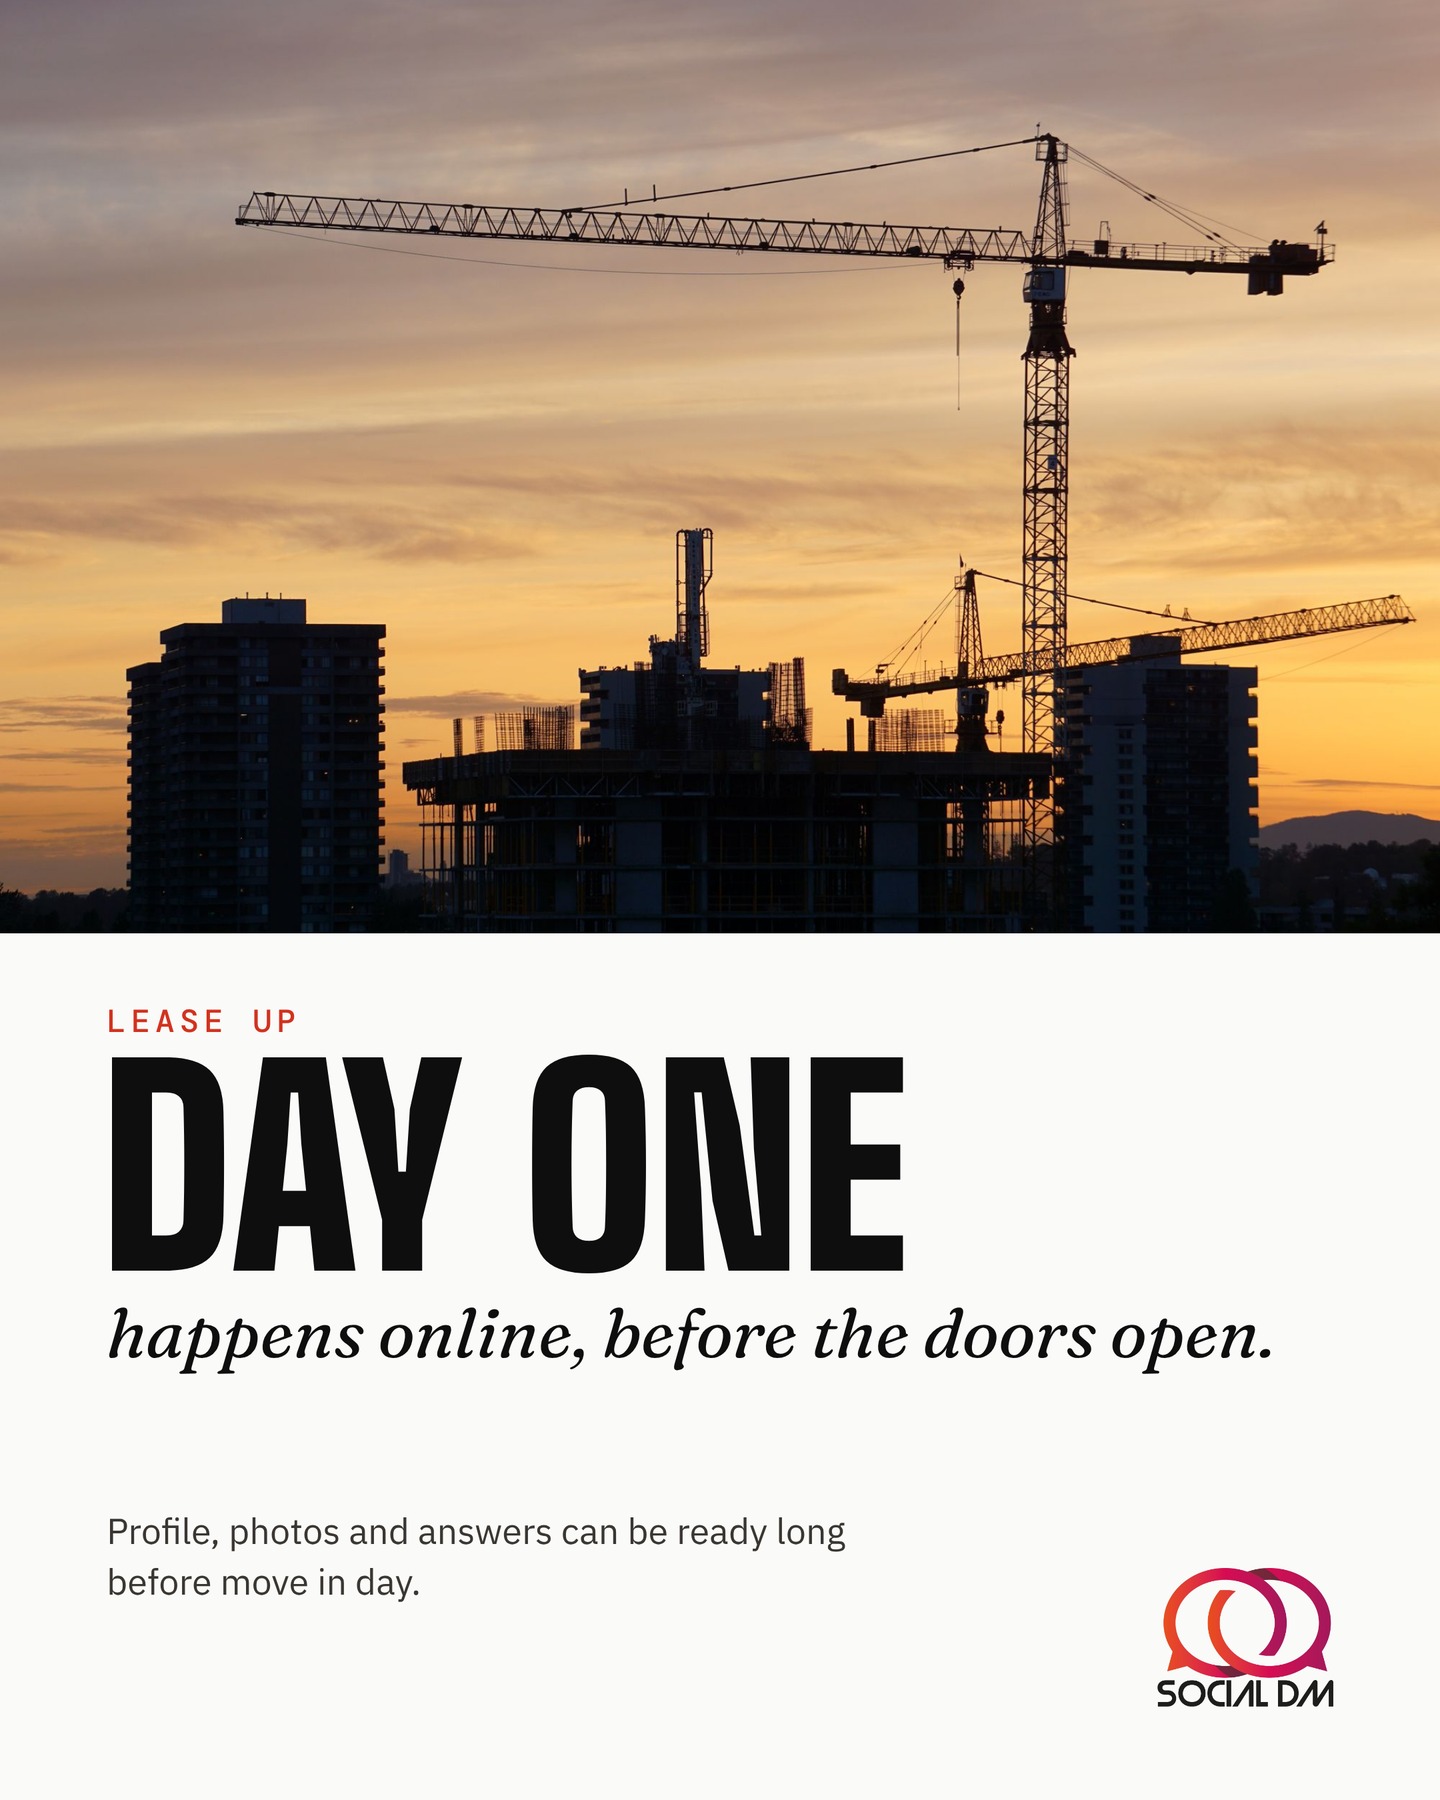 LEASE UP
DAY ONE
happens online, before the doors open.
Profile, photos and answers can be ready long
before move in day.
SOCIAL DM